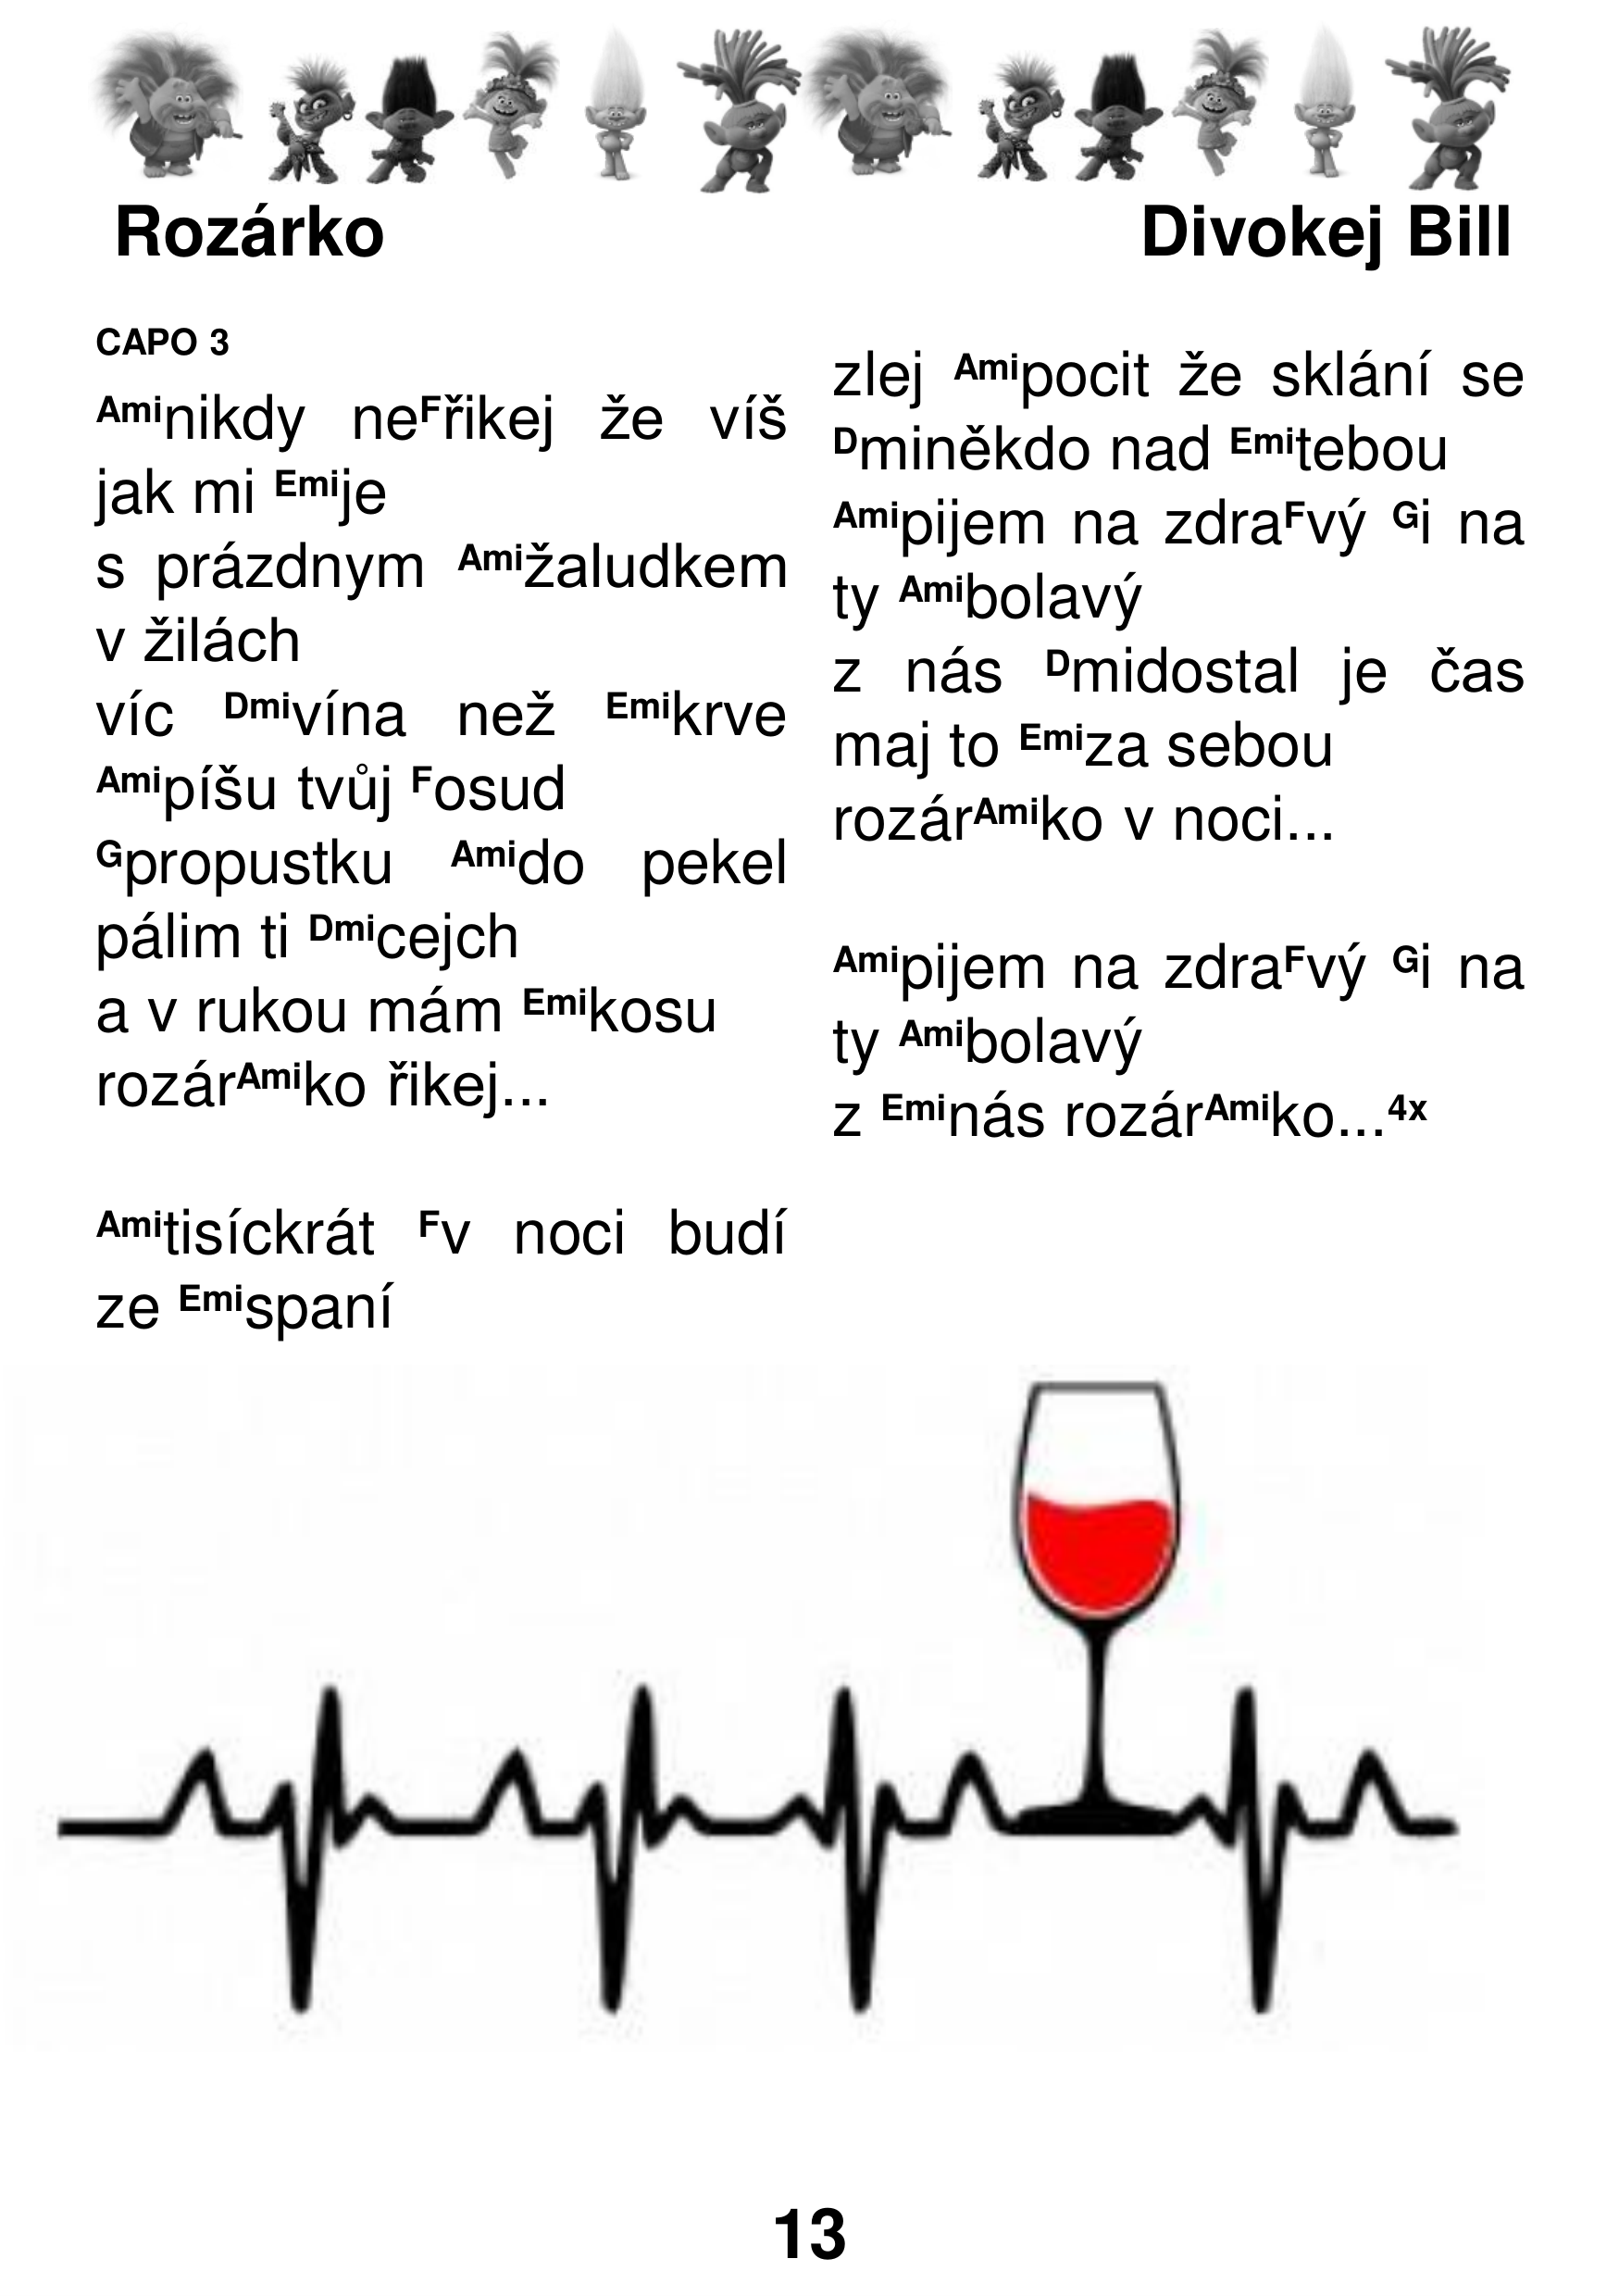 Rozárko Divokej Bill
CAPO 3
Aminikdy neFřikej že víš
jak mi Emije
s prázdnym Amižaludkem
v žilách
víc Dmivína než Emikrve
Amipíšu tvůj Fosud
Gpropustku Amido pekel
pálim ti Dmicejch
a v rukou mám Emikosu
rozárAmiko řikej...
Amitisíckrát Fv noci budí
ze Emispaní
zlej Amipocit že sklání se
Dminěkdo nad Emitebou
Amipijem na zdraFvý Gi na
ty Amibolavý
z nás Dmidostal je čas
maj to Emiza sebou
rozárAmiko v noci...
Amipijem na zdraFvý Gi na
ty Amibolavý
z Eminás rozárAmiko...4x
13